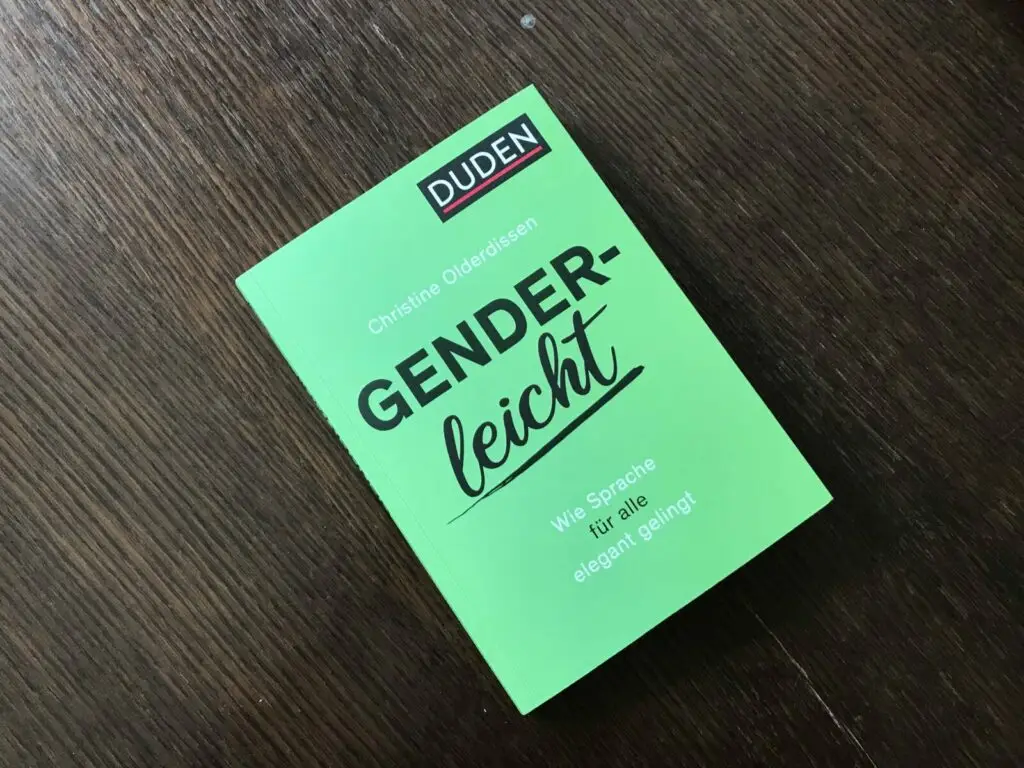 DUDEN
Christine Olderdissen
GENDER-
leicht
Wie Sprache
für alle
elegant gelingt